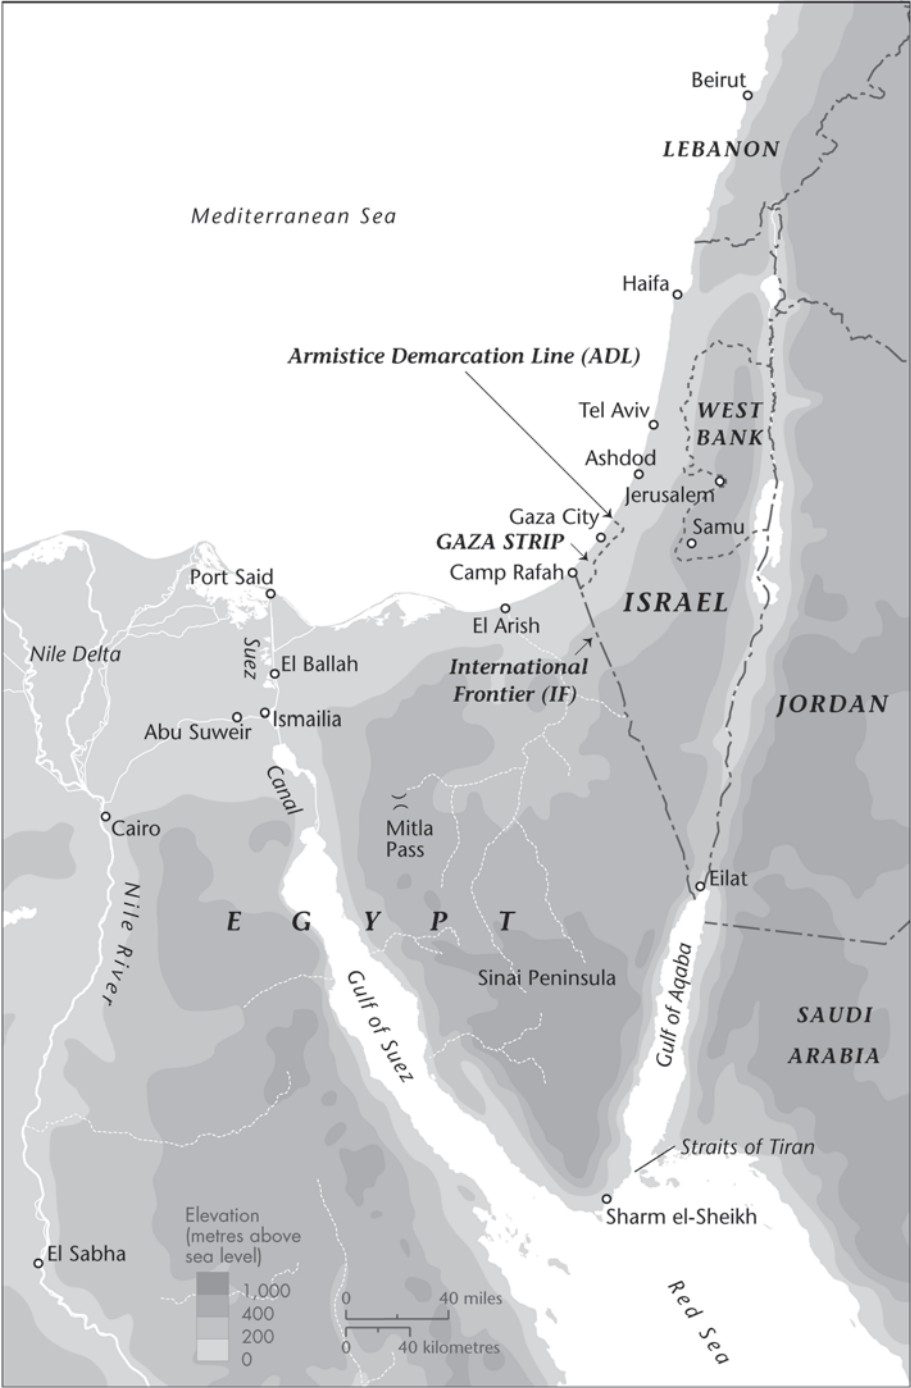 Beirut
LEBANON
Mediterranean Sea
Haifa
Armistice Demarcation Line (ADL)
Tel Aviv
WEST
BANK
Ashdod
Jerusalem
Gaza City
Samu
GAZA STRIP
Camp Rafah
Port Said
ISRAEL
El Arish
Nile Delta
Suez
El Ballah
International
Frontier (IF)
JORDAN
Ismailia
Abu Suweir
Canal
Cairo
Mitla
Pass
Eilat
Nile River
E G Y P T
Sinai Peninsula
Gulf of Suez
Gulf of Aqaba
SAUDI
ARABIA
Straits of Tiran
Sharm el-Sheikh
El Sabha
Elevation
(metres above
sea level)
1,000
400
200
0
0 40 miles
0 40 kilometres
Red Sea